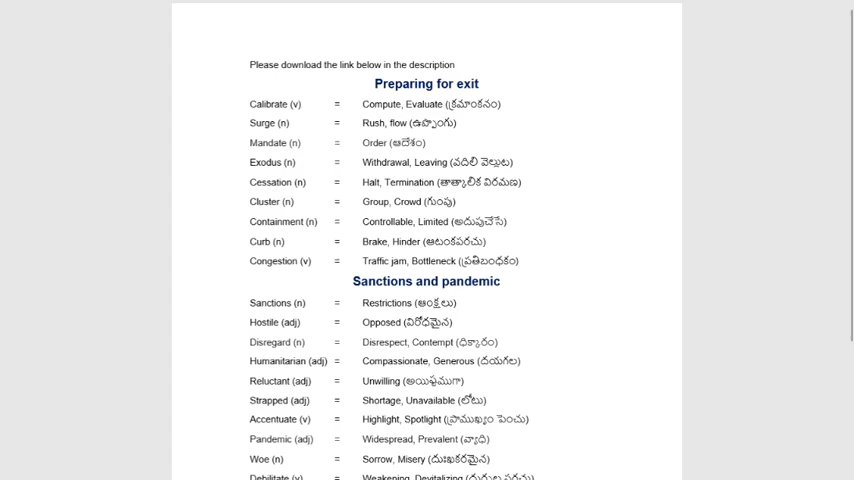 Please download the link below in the description
Preparing for exit
Calibrate (v) = Compute, Evaluate (క్రమాంకనం)
Surge (n) = Rush, flow (ఉప్పొంగు)
Mandate (n) = Order (ఆదేశం)
Exodus (n) = Withdrawal, Leaving (వదిలి వెల్లుట)
Cessation (n) = Halt, Termination (తాత్కాలిక విరమణ)
Cluster (n) = Group, Crowd (గుంపు)
Containment (n) = Controllable, Limited (అదుపుచేసే)
Curb (n) = Brake, Hinder (ఆటంకపరచు)
Congestion (v) = Traffic jam, Bottleneck (ప్రతిబంధకం)
Sanctions and pandemic
Sanctions (n) = Restrictions (ఆంక్షలు)
Hostile (adj) = Opposed (విరోధమైన)
Disregard (n) = Disrespect, Contempt (ధిక్కారం)
Humanitarian (adj) = Compassionate, Generous (దయగల)
Reluctant (adj) = Unwilling (అయిష్టముగా)
Strapped (adj) = Shortage, Unavailable (లోటు)
Accentuate (v) = Highlight, Spotlight (ప్రాముఖ్యం పెంచు)
Pandemic (adj) = Widespread, Prevalent (వ్యాధి)
Woe (n) = Sorrow, Misery (దుఃఖకరమైన)
Debilitate (v) = Weakening, Devitalizing